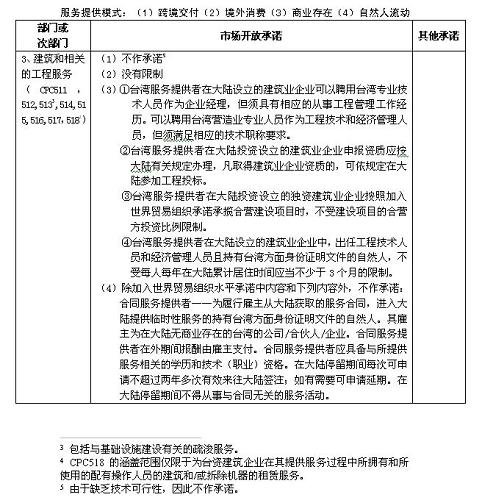 服务提供模式：（1）跨境交付（2）境外消费（3）商业存在（4）自然人流动
部门或
次部门
市场开放承诺
其他承诺
3、建筑和相关
的工程服务
（ CPC511 ，
512,513³,514,51
5,516,517，518⁴）
（1）不作承诺⁵
（2）没有限制
（3）①台湾服务提供者在大陆设立的建筑业企业可以聘用台湾专业技
术人员作为企业经理，但须具有相应的从事工程管理工作经
历。可以聘用台湾营造业专业人员作为工程技术和经济管理人
员，但须满足相应的技术职称要求。
②台湾服务提供者在大陆投资设立的建筑业企业申报资质应按
大陆有关规定办理，凡取得建筑业企业资质的，可依规定在大
陆参加工程投标。
③台湾服务提供者在大陆投资设立的独资建筑业企业按照加入
世界贸易组织承诺承揽合营建设项目时，不受建设项目的合营
方投资比例限制。
④台湾服务提供者在大陆设立的建筑业企业中，出任工程技术人
员和经济管理人员且持有台湾方面身份证明文件的自然人，不
受每人每年在大陆累计居住时间应当不少于 3 个月的限制。
（4）除加入世界贸易组织水平承诺中内容和下列内容外，不作承诺：
合同服务提供者——为履行雇主从大陆获取的服务合同，进入大
陆提供临时性服务的持有台湾方面身份证明文件的自然人。其雇
主为在大陆无商业存在的台湾的公司/合伙人/企业。合同服务提
供者在外期间报酬由雇主支付。合同服务提供者应具备与所提供
服务相关的学历和技术（职业）资格。在大陆停留期间每次可申
请不超过两年多次有效来往大陆签注，如有需要可申请延期。在
大陆停留期间不得从事与合同无关的服务活动。
³ 包括与基础设施建设有关的疏浚服务。
⁴ CPC518 的涵盖范围仅限于为台资建筑企业在其提供服务过程中所拥有和所
使用的配有操作人员的建筑和/或拆除机器的租赁服务。
⁵ 由于缺乏技术可行性，因此不作承诺。